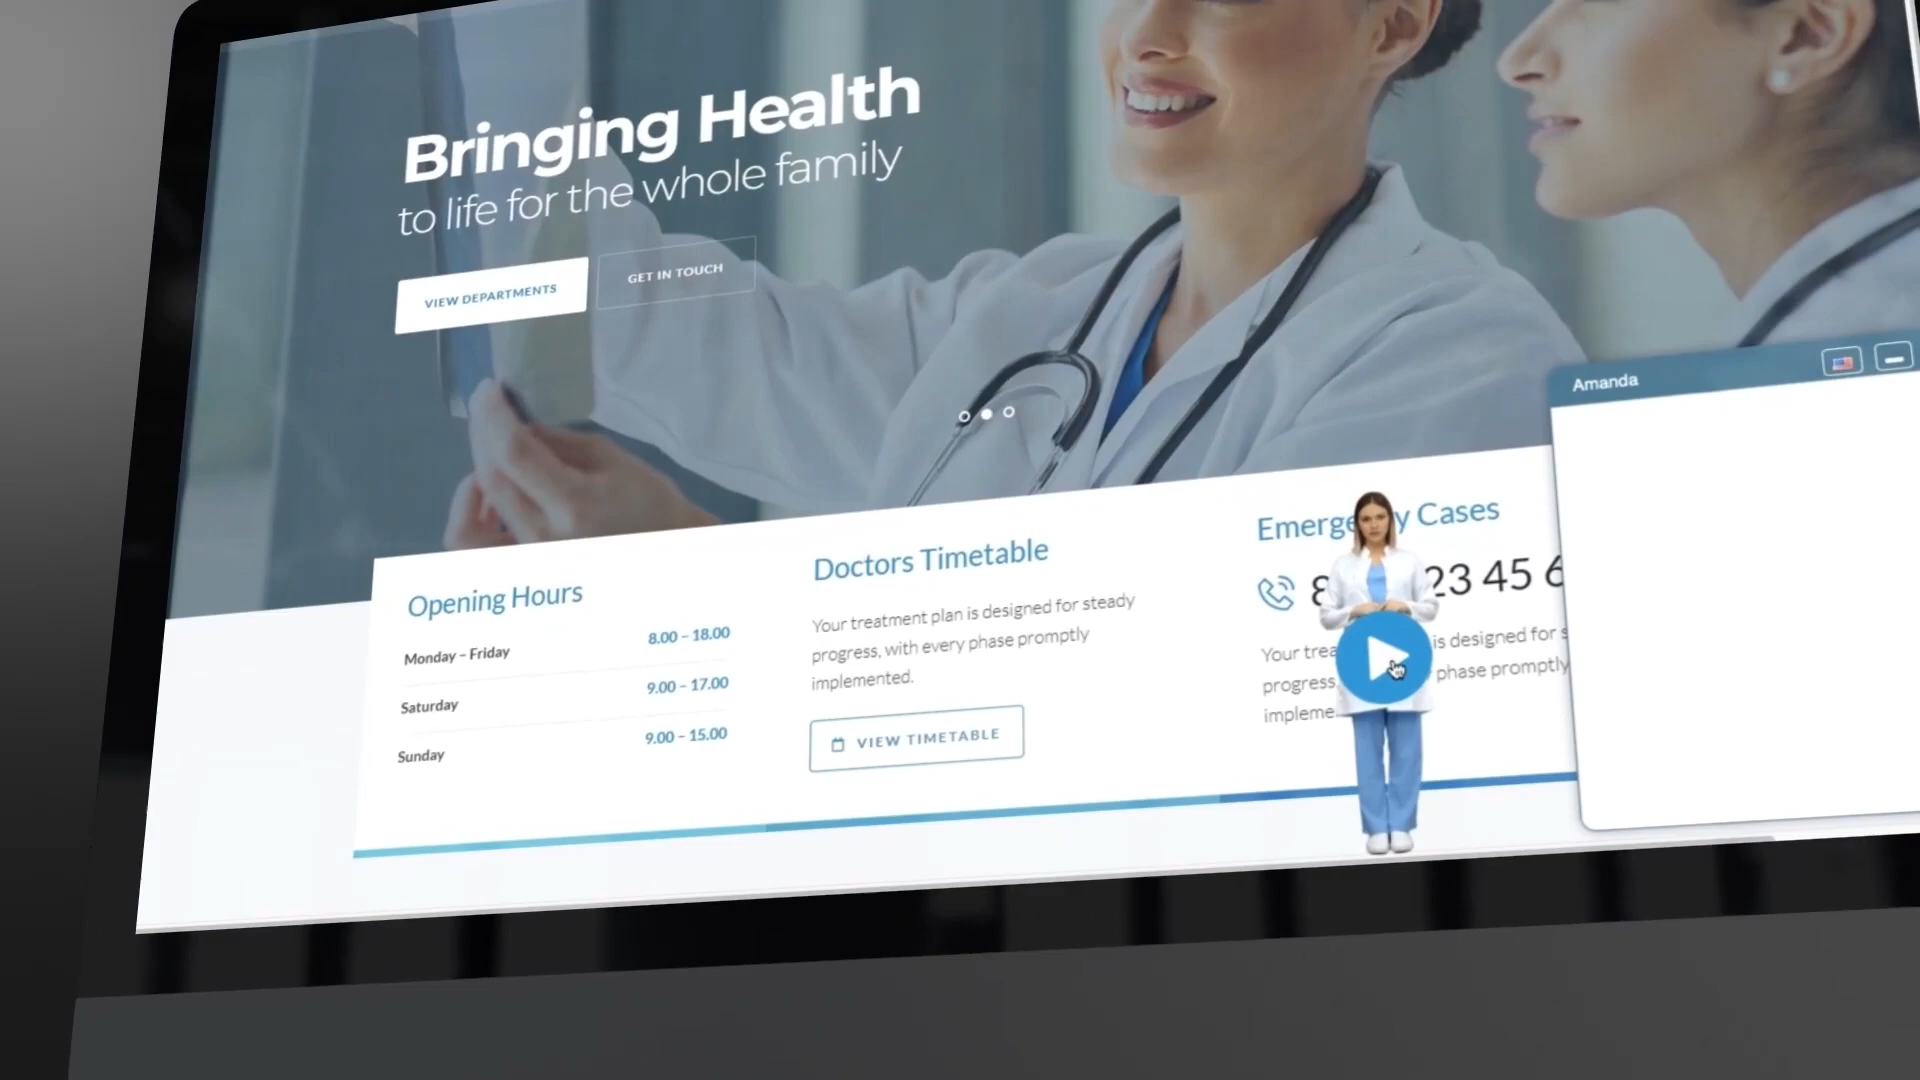 Bringing Health
to life for the whole family
VIEW DEPARTMENTS
GET IN TOUCH
Amanda
Opening Hours
Monday – Friday 8.00 – 18.00
Saturday 9.00 – 17.00
Sunday 9.00 – 15.00
Doctors Timetable
Your treatment plan is designed for steady
progress, with every phase promptly
implemented.
VIEW TIMETABLE
Cases
23 45
Your is designed for
phase promptly